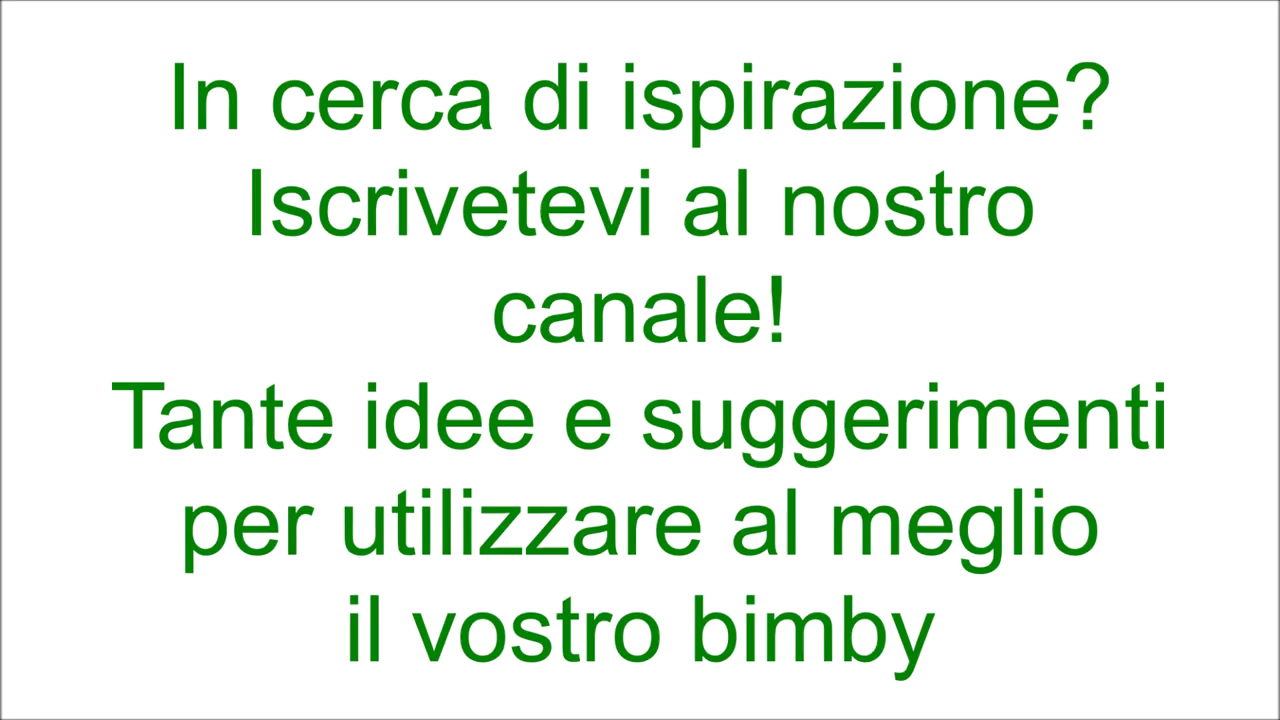 In cerca di ispirazione?
Iscrivetevi al nostro
canale!
Tante idee e suggerimenti
per utilizzare al meglio
il vostro bimby